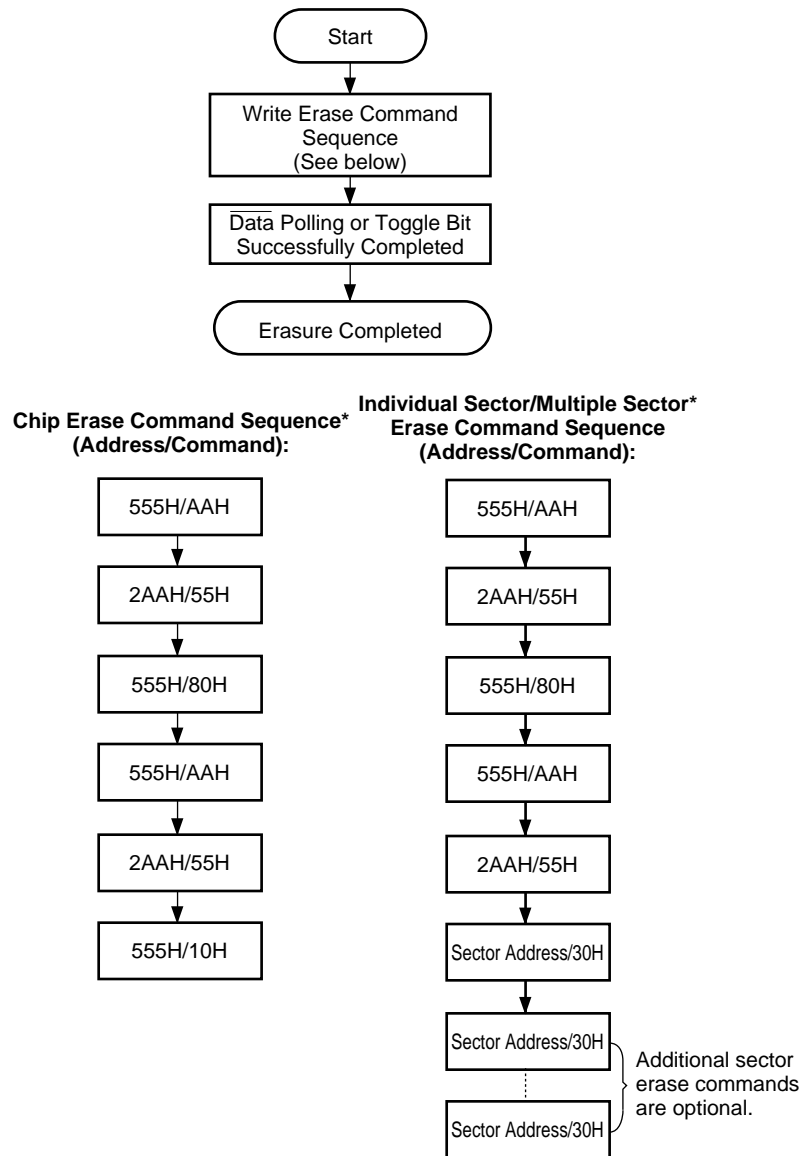 Start
Write Erase Command
Sequence
(See below)
Data Polling or Toggle Bit
Successfully Completed
Erasure Completed
Chip Erase Command Sequence*
(Address/Command):
555H/AAH
2AAH/55H
555H/80H
555H/AAH
2AAH/55H
555H/10H
Individual Sector/Multiple Sector*
Erase Command Sequence
(Address/Command):
555H/AAH
2AAH/55H
555H/80H
555H/AAH
2AAH/55H
Sector Address/30H
Sector Address/30H
Sector Address/30H
Additional sector
erase commands
are optional.